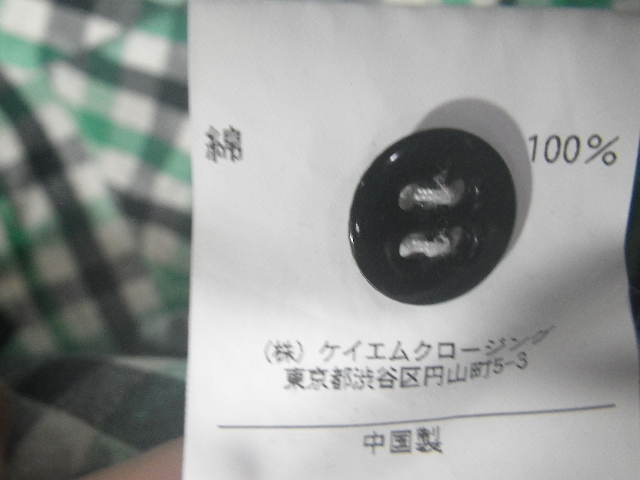 綿 100%
(株) ケイエムクロージング
東京都渋谷区円山町5-3
中国製